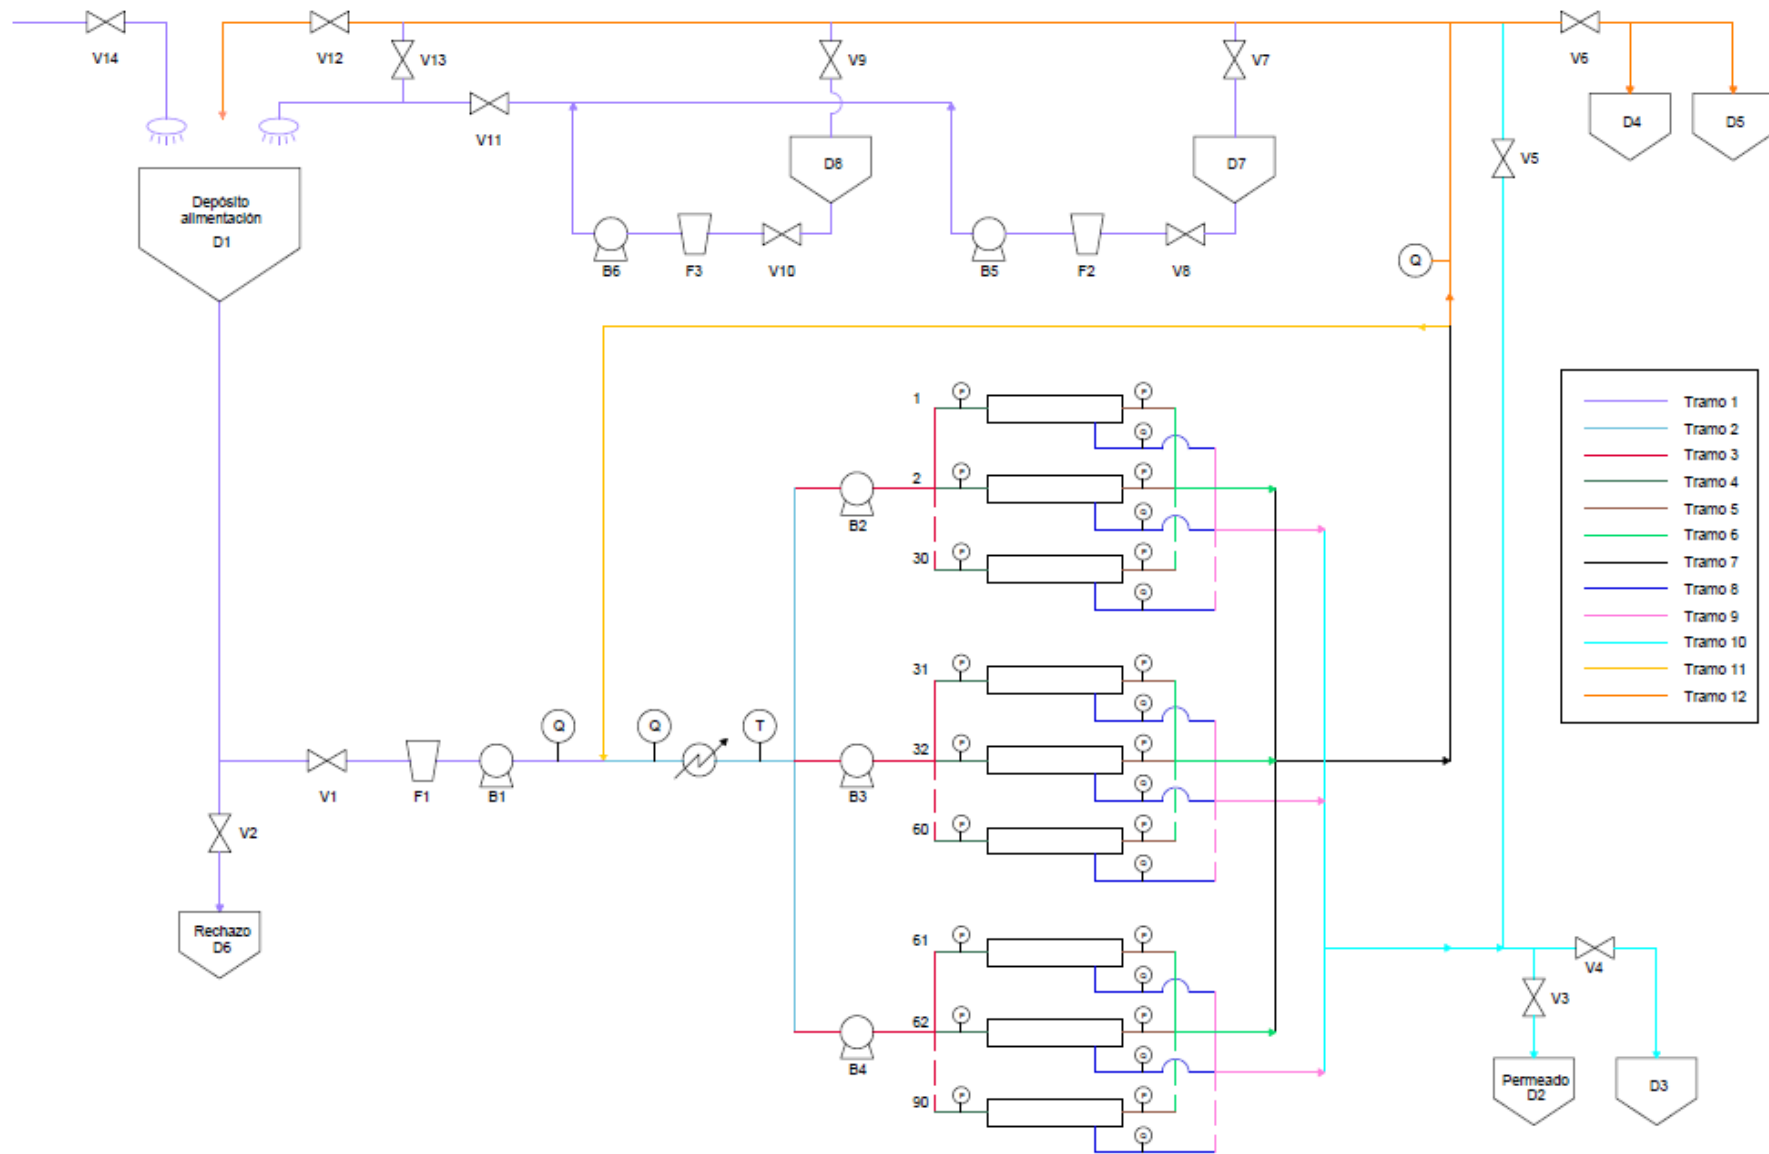 V14
V12
V13
V9
V7
V6
V11
D8
D7
D4
D5
V5
Depósito
alimentación
D1
B6
F3
V10
B5
F2
V8
Q
Tramo 1
Tramo 2
Tramo 3
Tramo 4
Tramo 5
Tramo 6
Tramo 7
Tramo 8
Tramo 9
Tramo 10
Tramo 11
Tramo 12
1
P
P
Q
2
P
P
Q
B2
30
P
P
Q
31
P
P
Q
Q
Q
T
32
P
P
Q
V1
F1
B1
B3
60
P
P
Q
V2
Rechazo
D6
61
P
P
Q
V4
62
P
P
Q
V3
B4
90
P
P
Q
Permeado
D2
D3